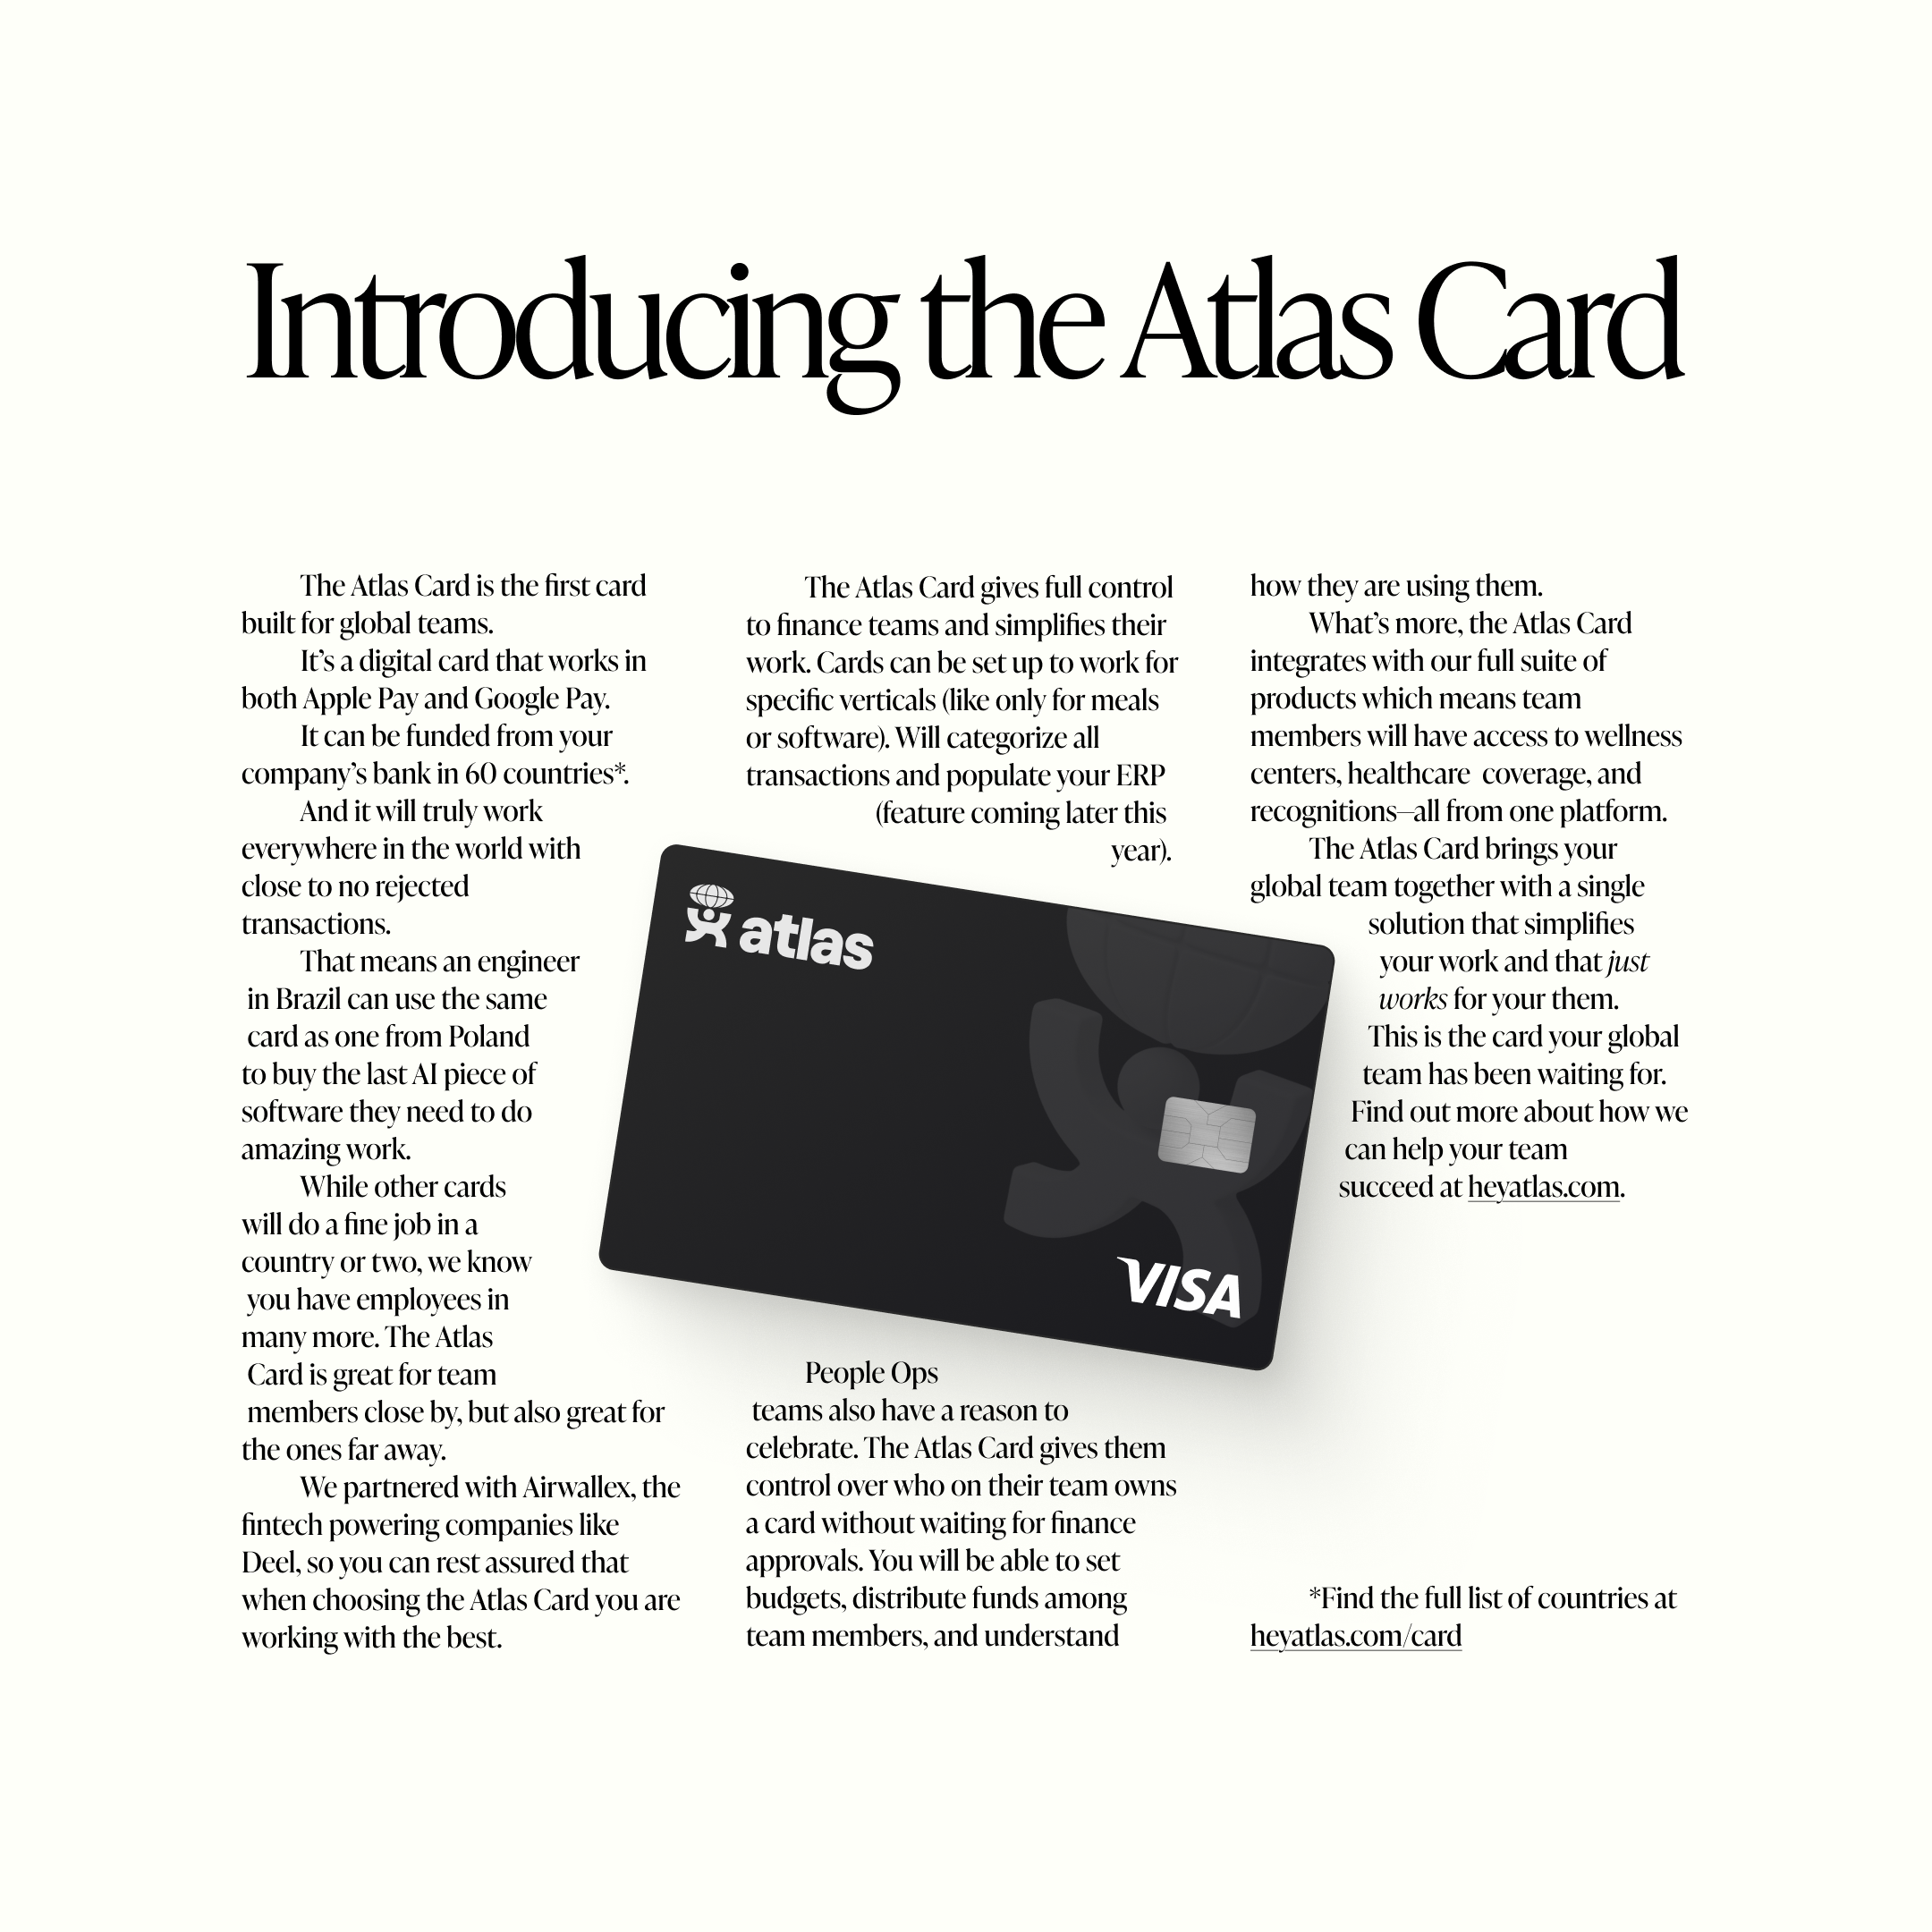 Introducing the Atlas Card
The Atlas Card is the first card
built for global teams.
It’s a digital card that works in
both Apple Pay and Google Pay.
It can be funded from your
company’s bank in 60 countries*.
And it will truly work
everywhere in the world with
close to no rejected
transactions.
That means an engineer
in Brazil can use the same
card as one from Poland
to buy the last AI piece of
software they need to do
amazing work.
While other cards
will do a fine job in a
country or two, we know
you have employees in
many more. The Atlas
Card is great for team
members close by, but also great for
the ones far away.
We partnered with Airwallex, the
fintech powering companies like
Deel, so you can rest assured that
when choosing the Atlas Card you are
working with the best.
The Atlas Card gives full control
to finance teams and simplifies their
work. Cards can be set up to work for
specific verticals (like only for meals
or software). Will categorize all
transactions and populate your ERP
(feature coming later this
year).
atlas
VISA
People Ops
teams also have a reason to
celebrate. The Atlas Card gives them
control over who on their team owns
a card without waiting for finance
approvals. You will be able to set
budgets, distribute funds among
team members, and understand
how they are using them.
What’s more, the Atlas Card
integrates with our full suite of
products which means team
members will have access to wellness
centers, healthcare  coverage, and
recognitions—all from one platform.
The Atlas Card brings your
global team together with a single
solution that simplifies
your work and that just
works for your them.
This is the card your global
team has been waiting for.
Find out more about how we
can help your team
succeed at heyatlas.com.
*Find the full list of countries at
heyatlas.com/card